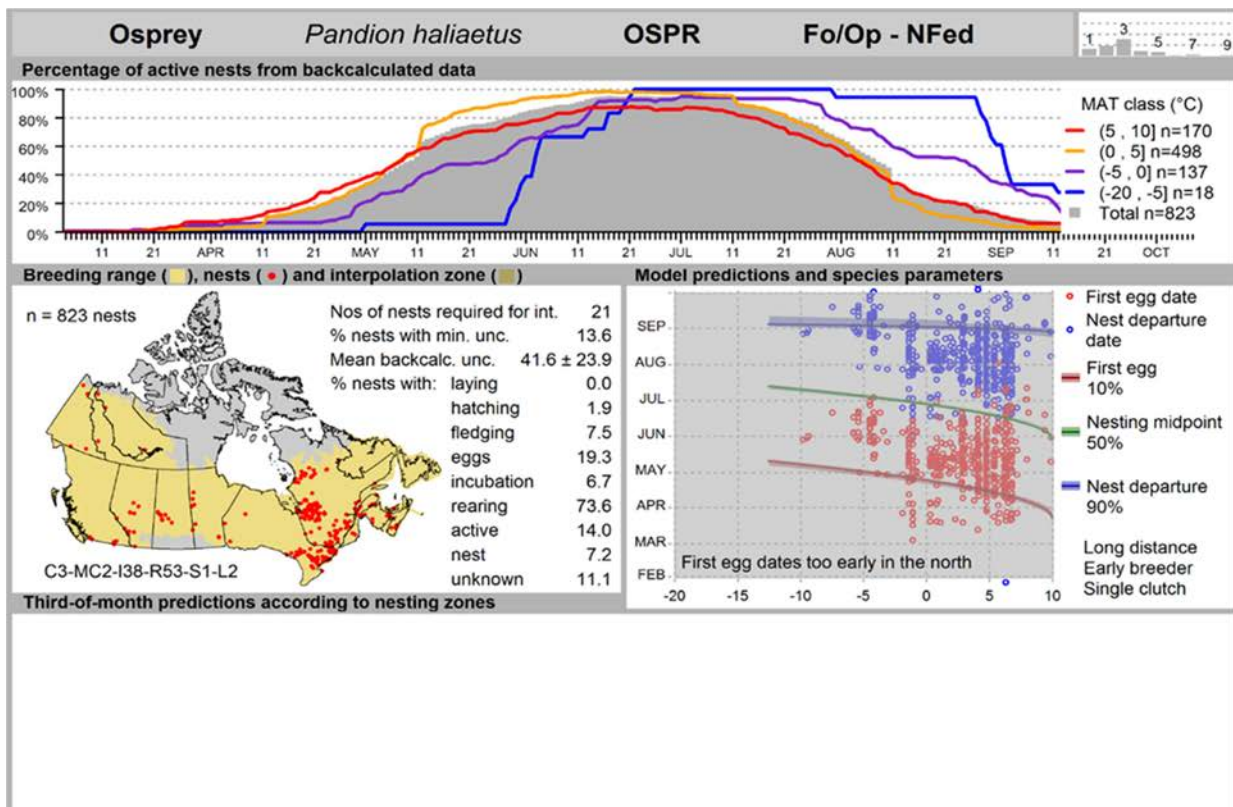 Osprey Pandion haliaetus OSPR Fo/Op - NFed
1 3 5 7 9
Percentage of active nests from backcalculated data
100%
80%
60%
40%
20%
0%
11 21 APR 11 21 MAY 11 21 JUN 11 21 JUL 11 21 AUG 11 21 SEP 11 21 OCT
MAT class (°C)
(5 , 10] n=170
(0 , 5] n=498
(-5 , 0] n=137
(-20 , -5] n=18
Total n=823
Breeding range ( ), nests ( ) and interpolation zone ( )
n = 823 nests
Nos of nests required for int. 21
% nests with min. unc. 13.6
Mean backcalc. unc. 41.6 ± 23.9
% nests with: laying 0.0
hatching 1.9
fledging 7.5
eggs 19.3
incubation 6.7
rearing 73.6
active 14.0
nest 7.2
unknown 11.1
C3-MC2-I38-R53-S1-L2
Model predictions and species parameters
SEP
AUG
JUL
JUN
MAY
APR
MAR
FEB
First egg dates too early in the north
-20 -15 -10 -5 0 5 10
First egg date
Nest departure
date
First egg
10%
Nesting midpoint
50%
Nest departure
90%
Long distance
Early breeder
Single clutch
Third-of-month predictions according to nesting zones